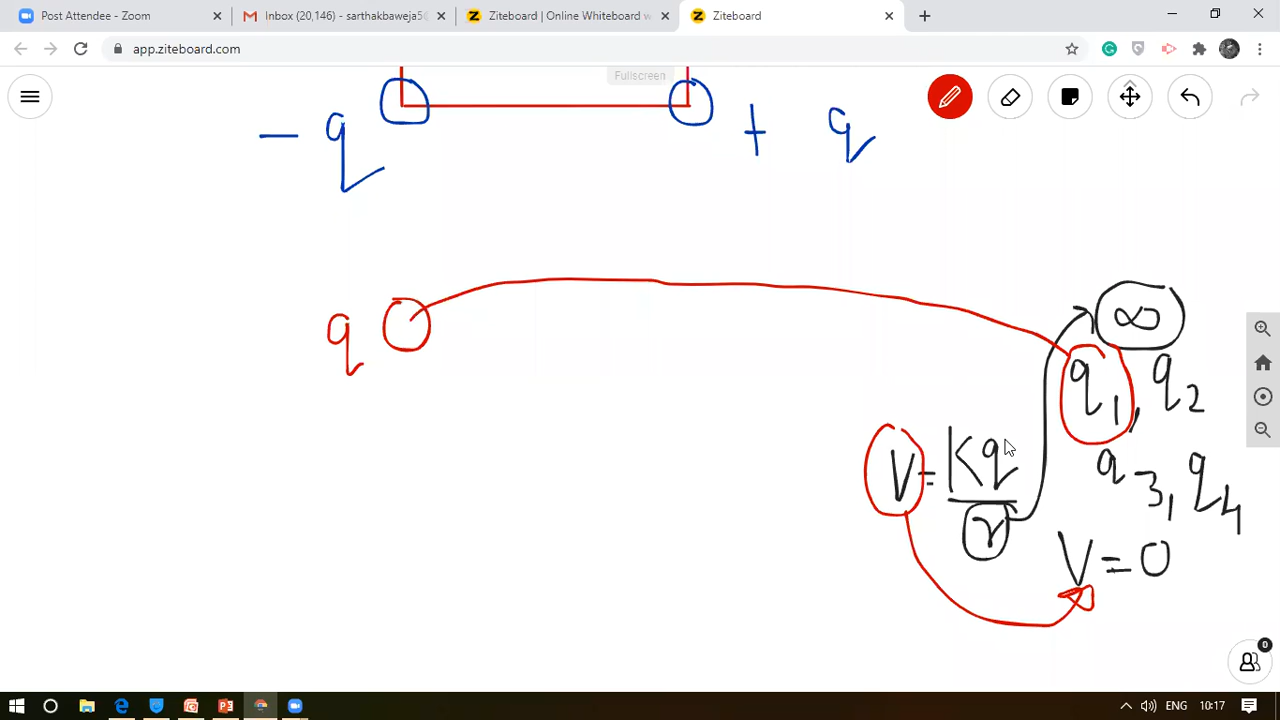 Post Attendee - Zoom
Inbox (20,146) - sarthakbaweja5
Ziteboard | Online Whiteboard w
Ziteboard
app.ziteboard.com
Fullscreen
- q
+ q
q
∞
q1, q2
V = Kq/r
q3, q4
V = 0
0
ENG 10:17